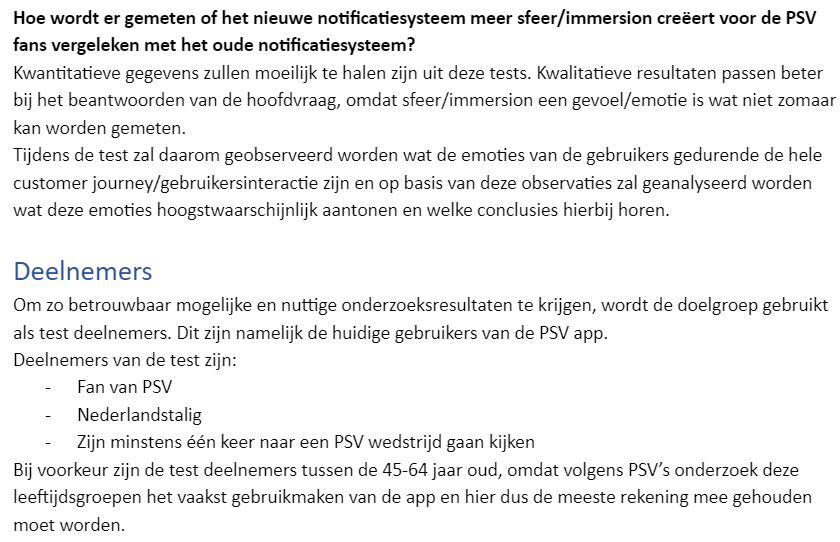 Hoe wordt er gemeten of het nieuwe notificatiesysteem meer sfeer/immersion creëert voor de PSV
fans vergeleken met het oude notificatiesysteem?
Kwantitatieve gegevens zullen moeilijk te halen zijn uit deze tests. Kwalitatieve resultaten passen beter
bij het beantwoorden van de hoofdvraag, omdat sfeer/immersion een gevoel/emotie is wat niet zomaar
kan worden gemeten.
Tijdens de test zal daarom geobserveerd worden wat de emoties van de gebruikers gedurende de hele
customer journey/gebruikersinteractie zijn en op basis van deze observaties zal geanalyseerd worden
wat deze emoties hoogstwaarschijnlijk aantonen en welke conclusies hierbij horen.
Deelnemers
Om zo betrouwbaar mogelijke en nuttige onderzoeksresultaten te krijgen, wordt de doelgroep gebruikt
als test deelnemers. Dit zijn namelijk de huidige gebruikers van de PSV app.
Deelnemers van de test zijn:
- Fan van PSV
- Nederlandstalig
- Zijn minstens één keer naar een PSV wedstrijd gaan kijken
Bij voorkeur zijn de test deelnemers tussen de 45-64 jaar oud, omdat volgens PSV’s onderzoek deze
leeftijdsgroepen het vaakst gebruikmaken van de app en hier dus de meeste rekening mee gehouden
moet worden.